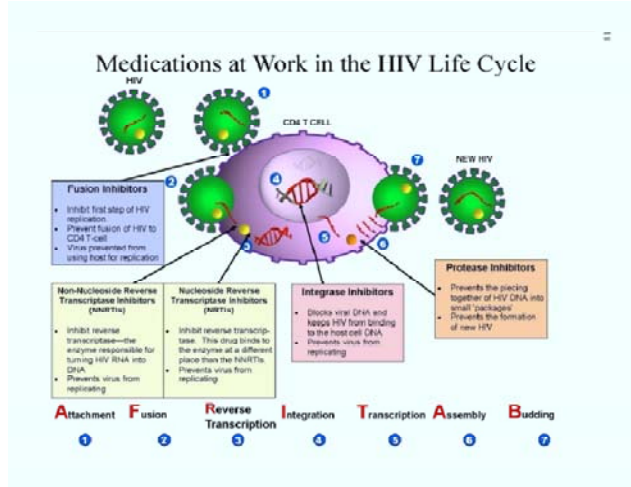 Medications at Work in the HIV Life Cycle
HIV
1
CD4 T CELL
7
NEW HIV
2
4
5
6
3
Fusion Inhibitors
• Inhibit first step of HIV
replication.
• Prevent fusion of HIV to
CD4 T-cell
• Virus prevented from
using host for replication
Non-Nucleoside Reverse
Transcriptase Inhibitors
(NNRTIs)
• Inhibit reverse
transcriptase—the
enzyme responsible for
turning HIV RNA into
DNA
• Prevents virus from
replicating
Nucleoside Reverse
Transcriptase Inhibitors
(NRTIs)
• Inhibit reverse transcrip-
tase. This drug binds to
the enzyme at a different
place than the NNRTIs.
• Prevents virus from
replicating
Integrase Inhibitors
• Blocks viral DNA and
keeps HIV from binding
to the host cell DNA
• Prevents virus from
replicating
Protease Inhibitors
• Prevents the piecing
together of HIV DNA into
small 'packages'
• Prevents the formation
of new HIV
Attachment Fusion Reverse Transcription Integration Transcription Assembly Budding
1 2 3 4 5 6 7